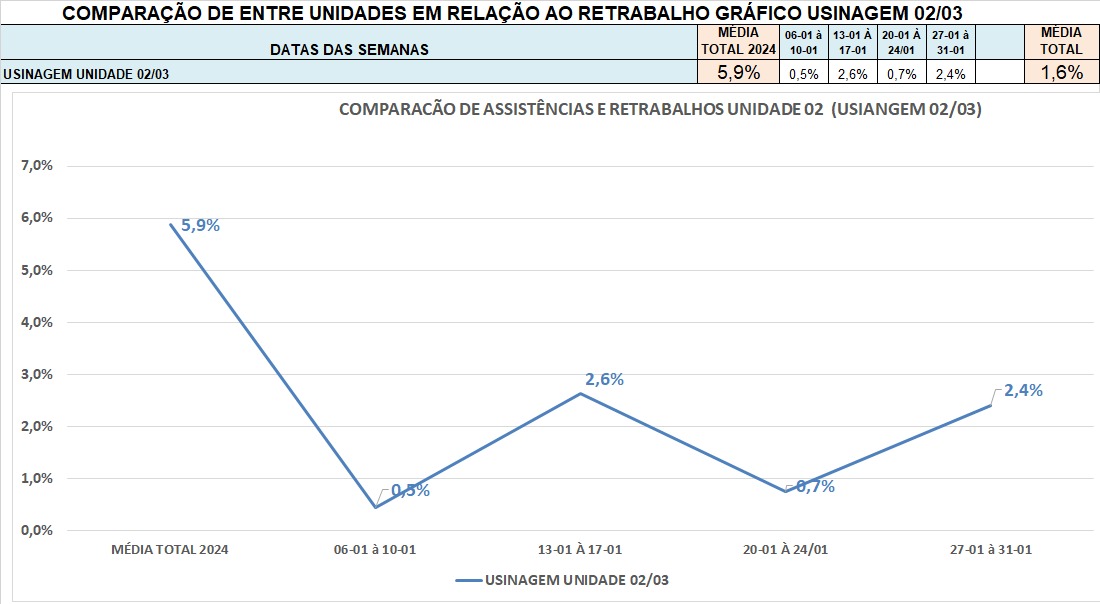 COMPARAÇÃO DE ENTRE UNIDADES EM RELAÇÃO AO RETRABALHO GRÁFICO USINAGEM 02/03
DATAS DAS SEMANAS
MÉDIA
TOTAL 2024
06-01 à
10-01
13-01 À
17-01
20-01 À
24/01
27-01 à
31-01
MÉDIA
TOTAL
USINAGEM UNIDADE 02/03
5,9%
0,5%
2,6%
0,7%
2,4%
1,6%
COMPARACÃO DE ASSISTÊNCIAS E RETRABALHOS UNIDADE 02 (USIANGEM 02/03)
7,0%
6,0%
5,0%
4,0%
3,0%
2,0%
1,0%
0,0%
5,9%
0,5%
2,6%
0,7%
2,4%
MÉDIA TOTAL 2024
06-01 à 10-01
13-01 À 17-01
20-01 À 24/01
27-01 à 31-01
USINAGEM UNIDADE 02/03